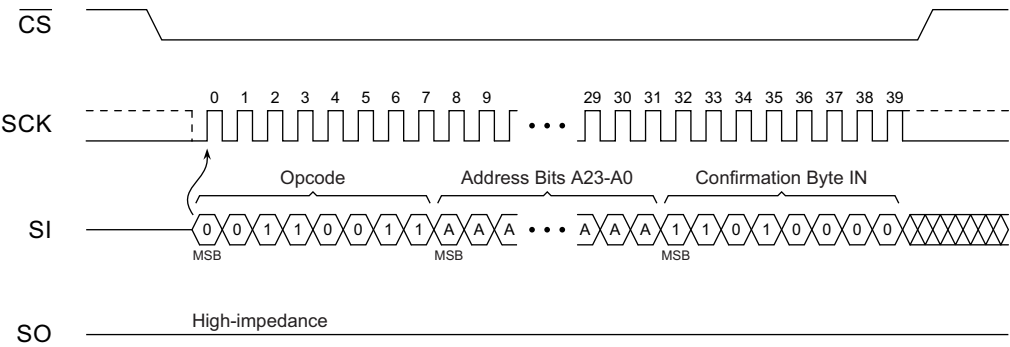 CS
0 1 2 3 4 5 6 7 8 9 29 30 31 32 33 34 35 36 37 38 39
SCK
Opcode Address Bits A23-A0 Confirmation Byte IN
SI 0 0 1 1 0 0 1 1 A A A A A A 1 1 0 1 0 0 0 0
MSB MSB MSB
High-impedance
SO